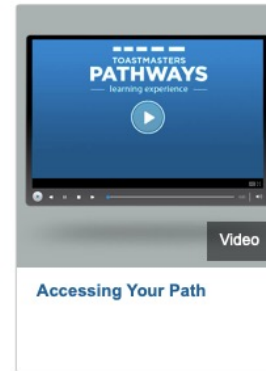 TOASTMASTERS
PATHWAYS
learning experience
Video
Accessing Your Path